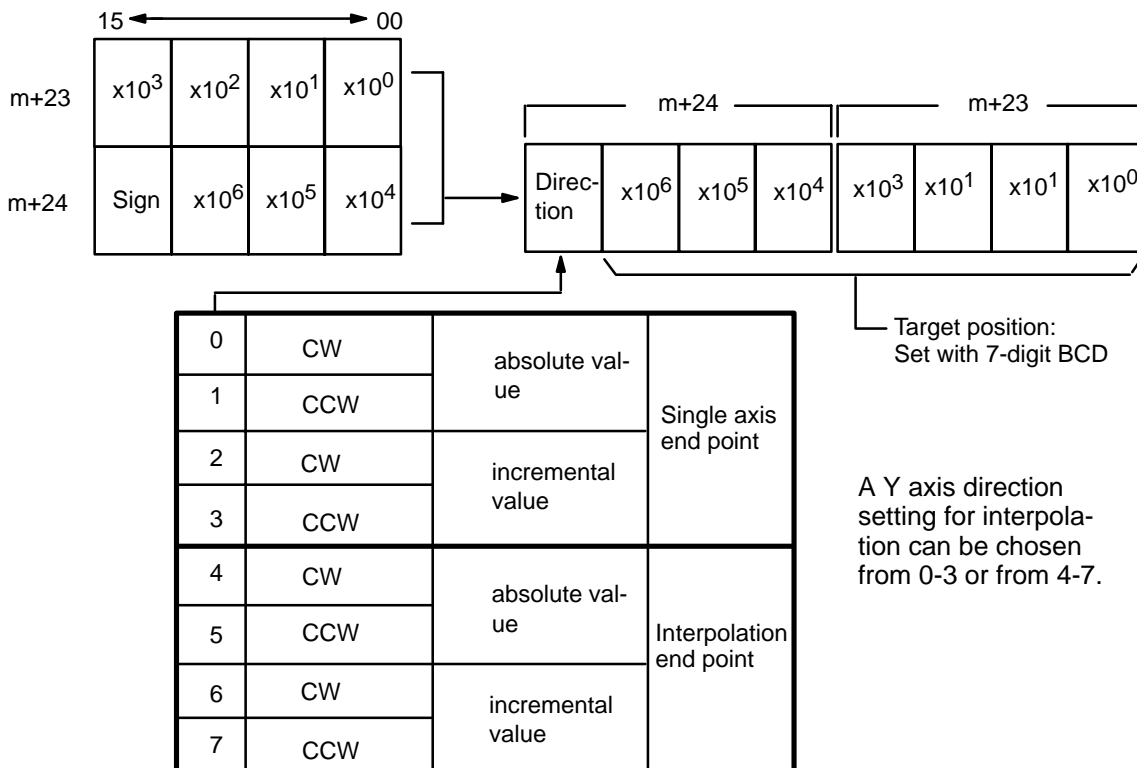 15 00
m+23 x10³ x10² x10¹ x10⁰
m+24 Sign x10⁶ x10⁵ x10⁴
m+24 m+23
Direc-
tion
x10⁶ x10⁵ x10⁴ x10³ x10¹ x10¹ x10⁰
Target position:
Set with 7-digit BCD
0 CW
1 CCW
absolute val-
ue
2 CW
3 CCW
incremental
value
Single axis
end point
4 CW
5 CCW
absolute val-
ue
6 CW
7 CCW
incremental
value
Interpolation
end point
A Y axis direction
setting for interpola-
tion can be chosen
from 0-3 or from 4-7.